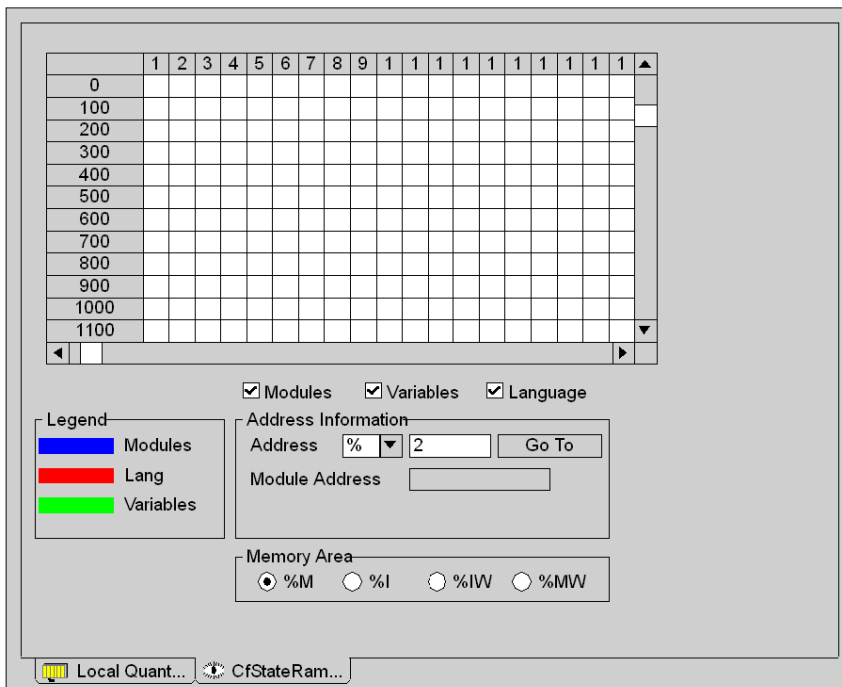 1 2 3 4 5 6 7 8 9 1 1 1 1 1 1 1 1 1 1
0
100
200
300
400
500
600
700
800
900
1000
1100
Modules Variables Language
Legend
Modules
Lang
Variables
Address Information
Address % 2 Go To
Module Address
Memory Area
%M %I %IW %MW
Local Quant... CfStateRam...